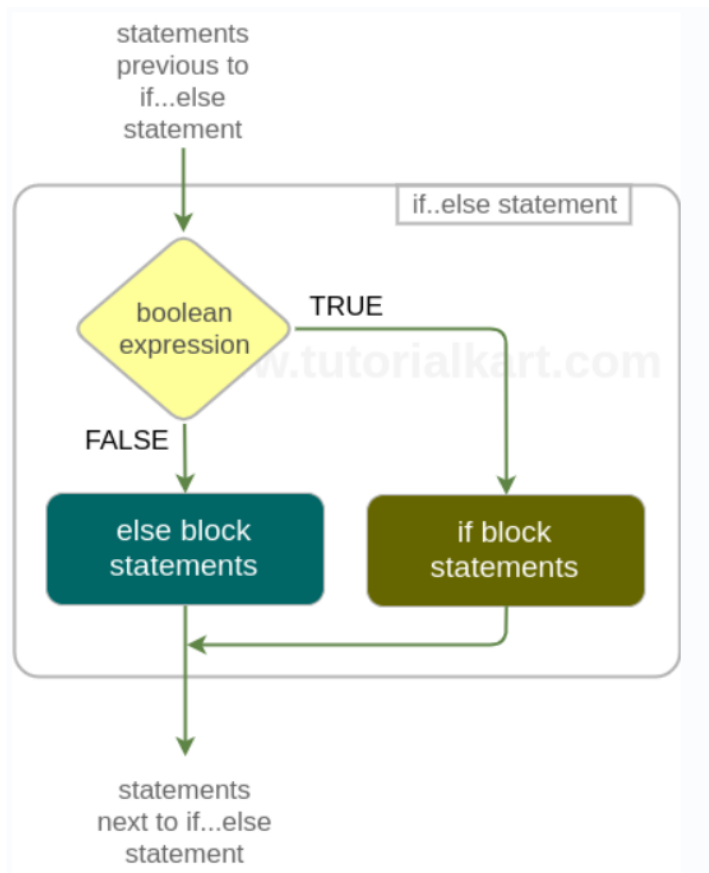 statements
previous to
if...else
statement
if..else statement
boolean
expression
TRUE
w.tutorialkart.com
FALSE
else block
statements
if block
statements
statements
next to if...else
statement